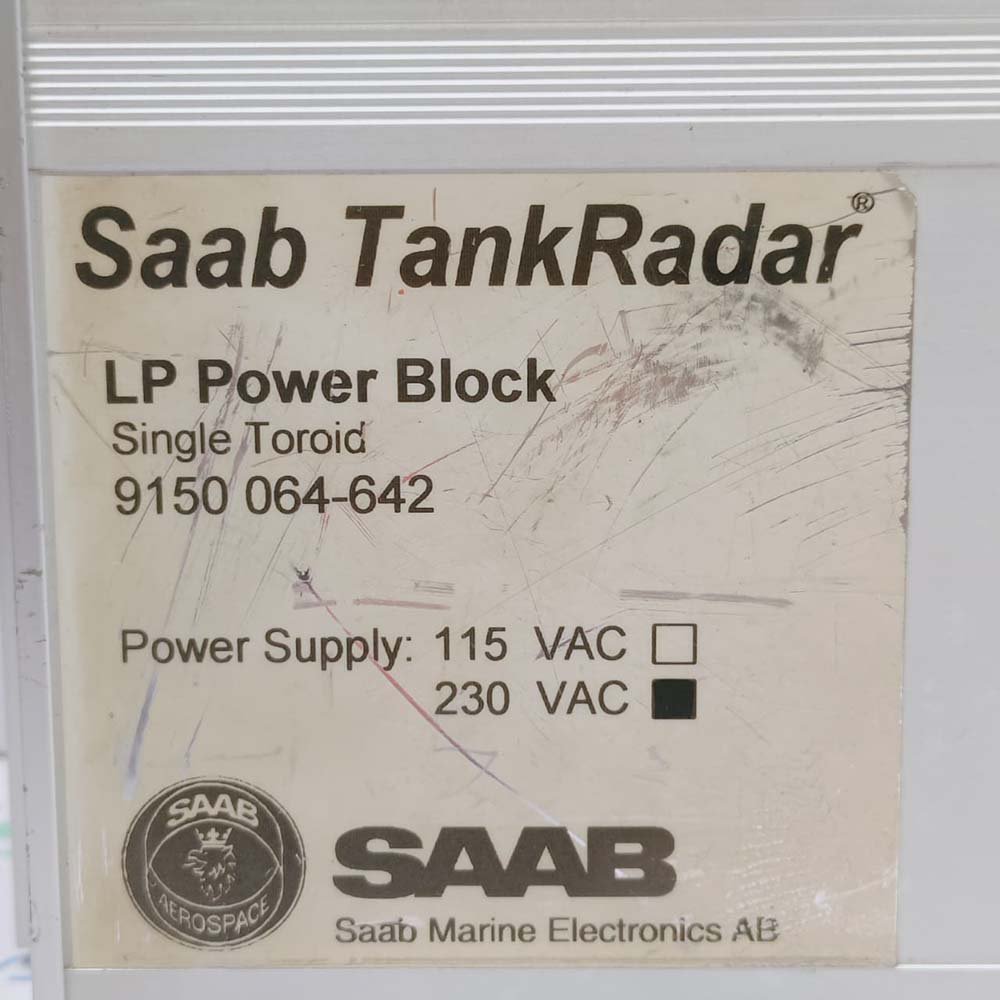 Saab TankRadar®
LP Power Block
Single Toroid
9150 064-642
Power Supply: 115 VAC
230 VAC
SAAB
AEROSPACE
SAAB
Saab Marine Electronics AB